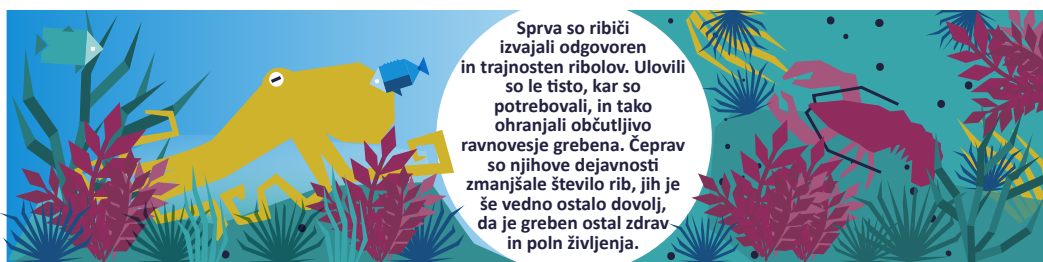 Sprva so ribiči
izvajali odgovoren
in trajnosten ribolov. Ulovili
so le tisto, kar so
potrebovali, in tako
ohranjali občutljivo
ravnovesje grebena. Čeprav
so njihove dejavnosti
zmanjšale število rib, jih je
še vedno ostalo dovolj,
da je greben ostal zdrav
in poln življenja.